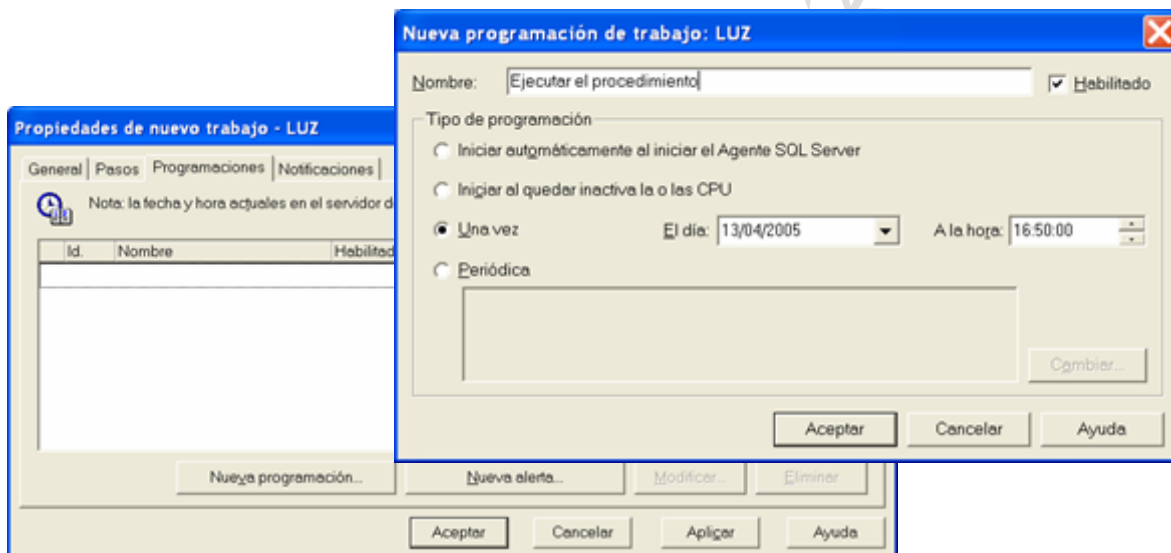 Nueva programación de trabajo: LUZ
Nombre: Ejecutar el procedimiento Habilitado
Tipo de programación
Iniciar automáticamente al iniciar el Agente SQL Server
Iniciar al quedar inactiva la o las CPU
Una vez El día: 13/04/2005 A la hora: 16:50:00
Periódica
Cambiar...
Aceptar Cancelar Ayuda
Propiedades de nuevo trabajo - LUZ
General Pasos Programaciones Notificaciones
Nota: la fecha y hora actuales en el servidor d
Id. Nombre Habilitad
Nueva programación... Nueva alerta... Modificar... Eliminar
Aceptar Cancelar Aplicar Ayuda